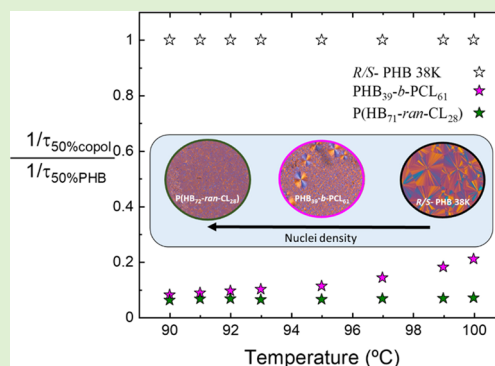 1/τ50%copol
1/τ50%PHB
1
0.8
0.6
0.4
0.2
0
R/S- PHB 38K
PHB39-b-PCL61
P(HB71-ran-CL28)
P(HB72-ran-CL28)
PHB39-b-PCL61
R/S- PHB 38K
Nuclei density
90 92 94 96 98 100
Temperature (ºC)